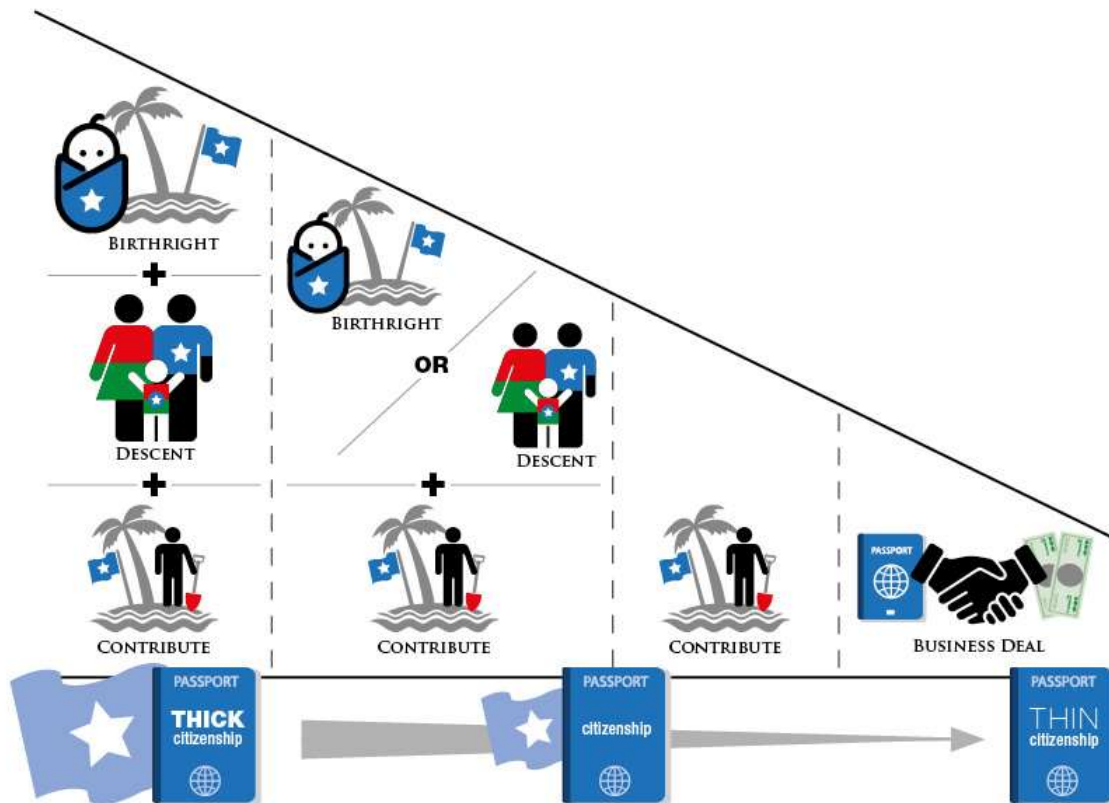 BIRTHRIGHT
+
DESCENT
+
CONTRIBUTE
BIRTHRIGHT
OR
DESCENT
+
CONTRIBUTE
CONTRIBUTE
PASSPORT
BUSINESS DEAL
PASSPORT
THICK
citizenship
PASSPORT
citizenship
PASSPORT
THIN
citizenship